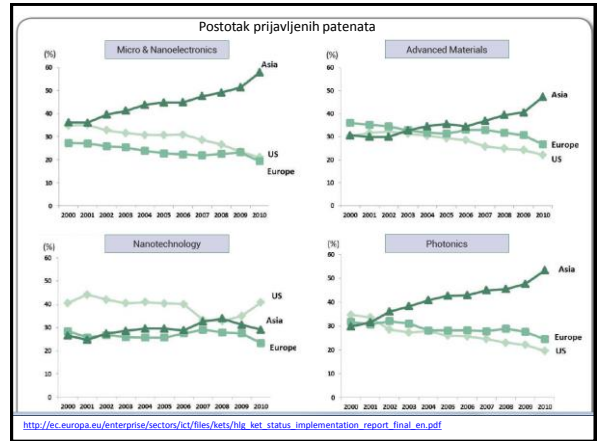 Postotak prijavljenih patenata
Micro & Nanoelectronics
(%)
60
50
40
30
20
10
0
2000 2001 2002 2003 2004 2005 2006 2007 2008 2009 2010
Asia
US
Europe
Advanced Materials
(%)
60
50
40
30
20
10
0
2000 2001 2002 2003 2004 2005 2006 2007 2008 2009 2010
Asia
Europe
US
Nanotechnology
(%)
60
50
40
30
20
10
0
2000 2001 2002 2003 2004 2005 2006 2007 2008 2009 2010
US
Asia
Europe
Photonics
(%)
60
50
40
30
20
10
0
2000 2001 2002 2003 2004 2005 2006 2007 2008 2009 2010
Asia
Europe
US
http://ec.europa.eu/enterprise/sectors/ict/files/kets/hlg_ket_status_implementation_report_final_en.pdf